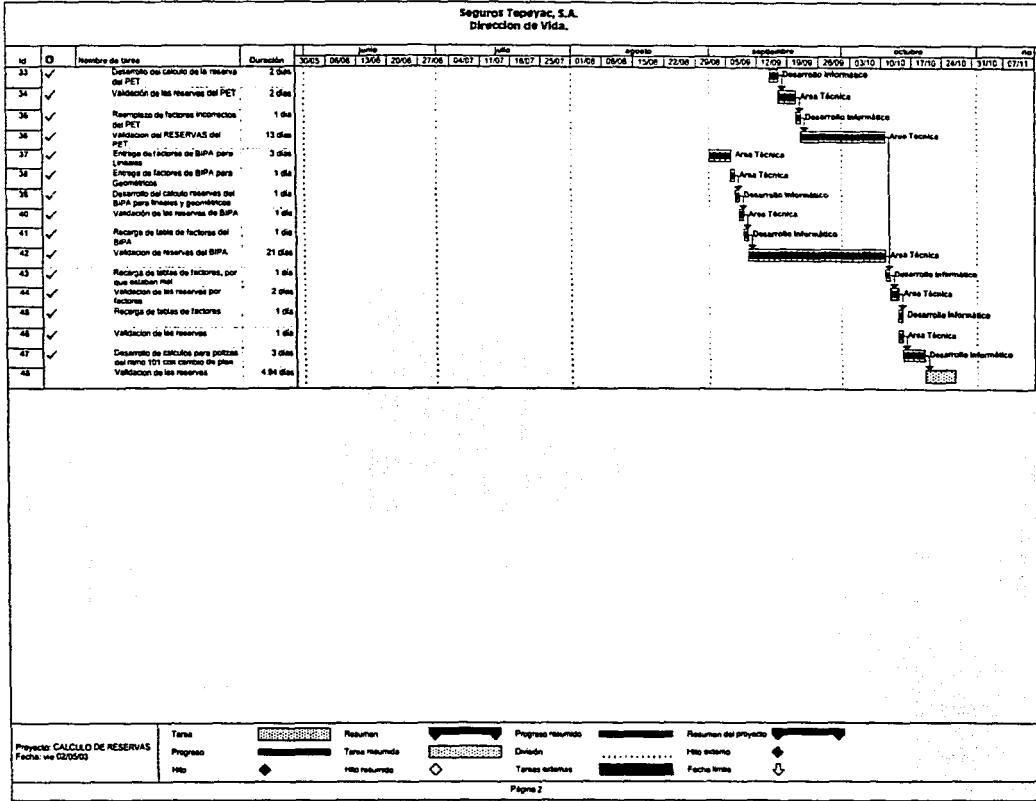 Seguros Tepeyac, S.A.
Direccion de Vida.
junio julio agosto septiembre octubre no
Id Nombre de tarea Duración 30/05 06/06 13/06 20/06 27/06 04/07 11/07 18/07 25/07 01/08 08/08 15/08 22/08 29/08 05/09 12/09 19/09 26/09 03/10 10/10 17/10 24/10 31/10 07/11
33 Desarrollo del calculo de la reserva 2 días Desarrollo Informático
del PET
34 Validación de las reservas del PET 2 días Area Técnica
35 Reemplazo de factores incorrectos 1 día Desarrollo Informático
del PET
36 Validacion del RESERVAS del 13 días Area Técnica
PET
37 Entrega de factores de BIPA para 3 días Area Técnica
Lineales
38 Entrega de factores de BIPA para 1 día Area Técnica
Geométricos
39 Desarrollo del calculo reservas del 1 día Desarrollo Informático
BIPA para lineales y geométricos
40 Validación de las reservas de BIPA 1 día Area Técnica
41 Recarga de tabla de factores del 1 día Desarrollo Informático
BIPA
42 Validacion de reservas del BIPA 21 días Area Técnica
43 Recarga de tablas de factores, por 1 día Desarrollo Informático
que estaban mal
44 Validacion de las reservas por 2 días Area Técnica
factores
45 Recarga de tablas de factores 1 día Desarrollo Informático
46 Validacion de las reservas 1 día Area Técnica
47 Desarrollo de calculos para polizas 3 días Desarrollo Informático
del ramo 101 con cambio de plan
48 Validacion de las reservas 4.94 días
Proyecto: CALCULO DE RESERVAS
Fecha: vie 02/05/03
Tarea Resumen Progreso resumido Resumen del proyecto
Progreso Tarea resumida División Hito externo
Hito Hito resumido Tareas externas Fecha límite
Página 2